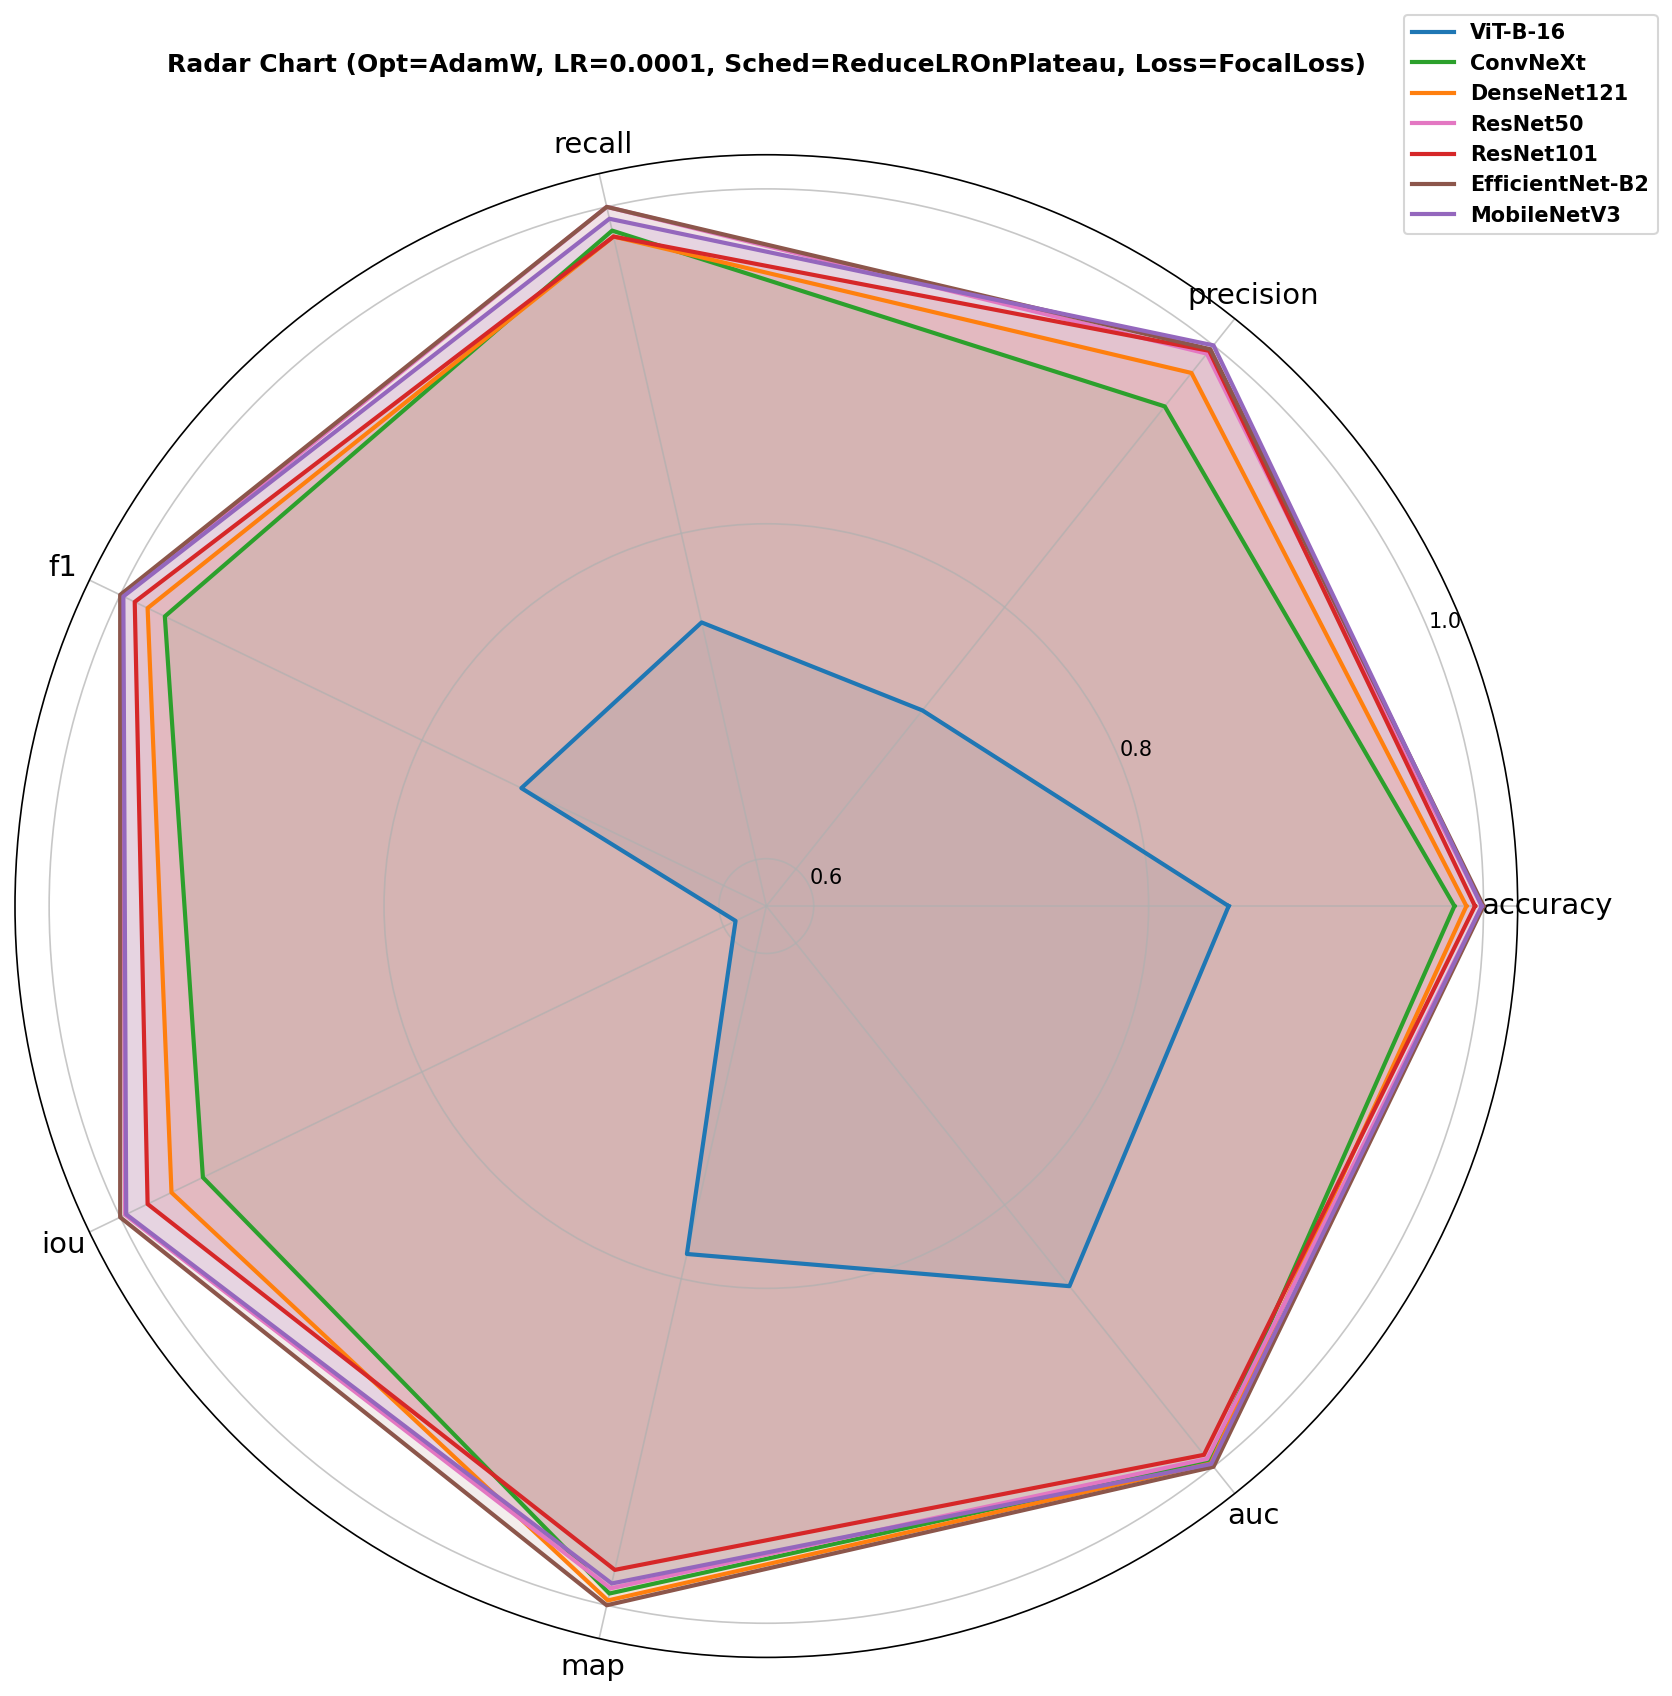 Radar Chart (Opt=AdamW, LR=0.0001, Sched=ReduceLROnPlateau, Loss=FocalLoss)
ViT-B-16
ConvNeXt
DenseNet121
ResNet50
ResNet101
EfficientNet-B2
MobileNetV3
recall
precision
f1
1.0
0.8
0.6
accuracy
iou
auc
map